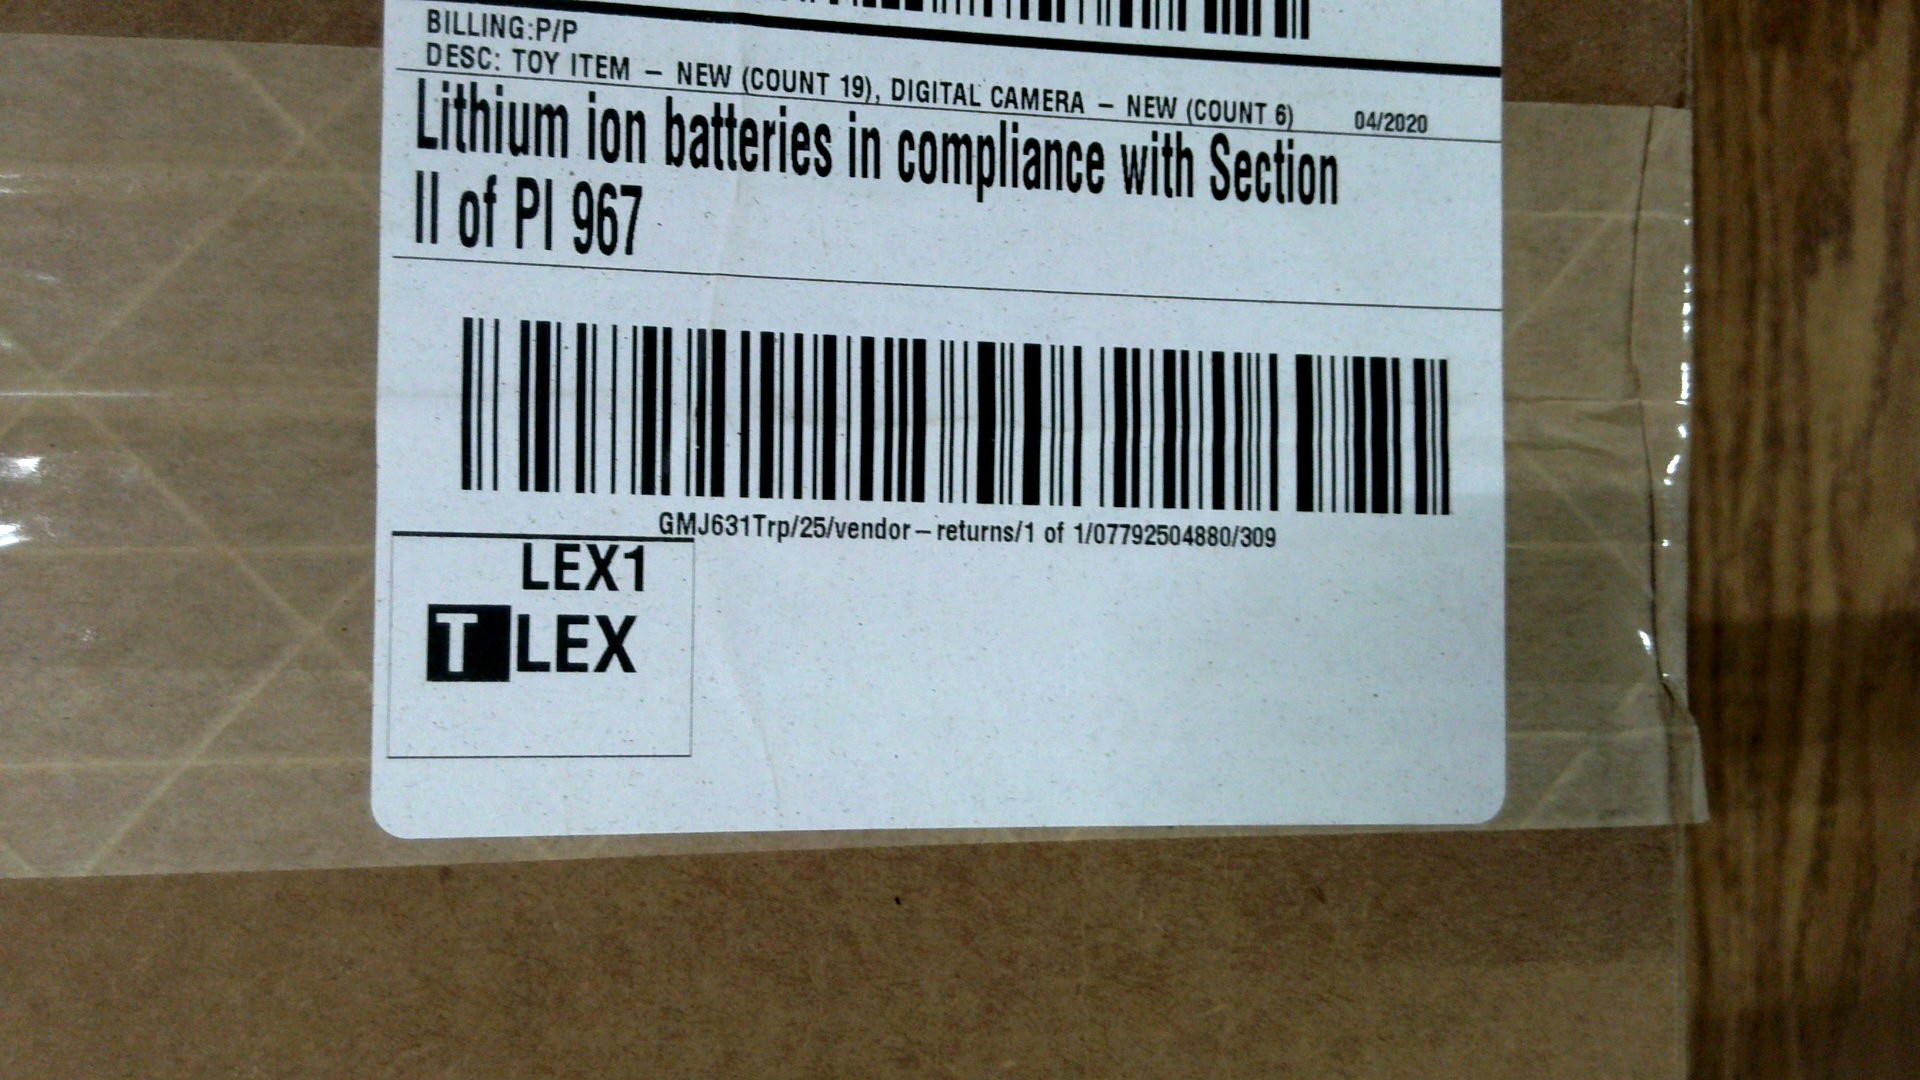 BILLING:P/P
DESC: TOY ITEM – NEW (COUNT 19), DIGITAL CAMERA – NEW (COUNT 6) 04/2020
Lithium ion batteries in compliance with Section
II of PI 967
GMJ631Trp/25/vendor–returns/1 of 1/07792504880/309
LEX1
T LEX